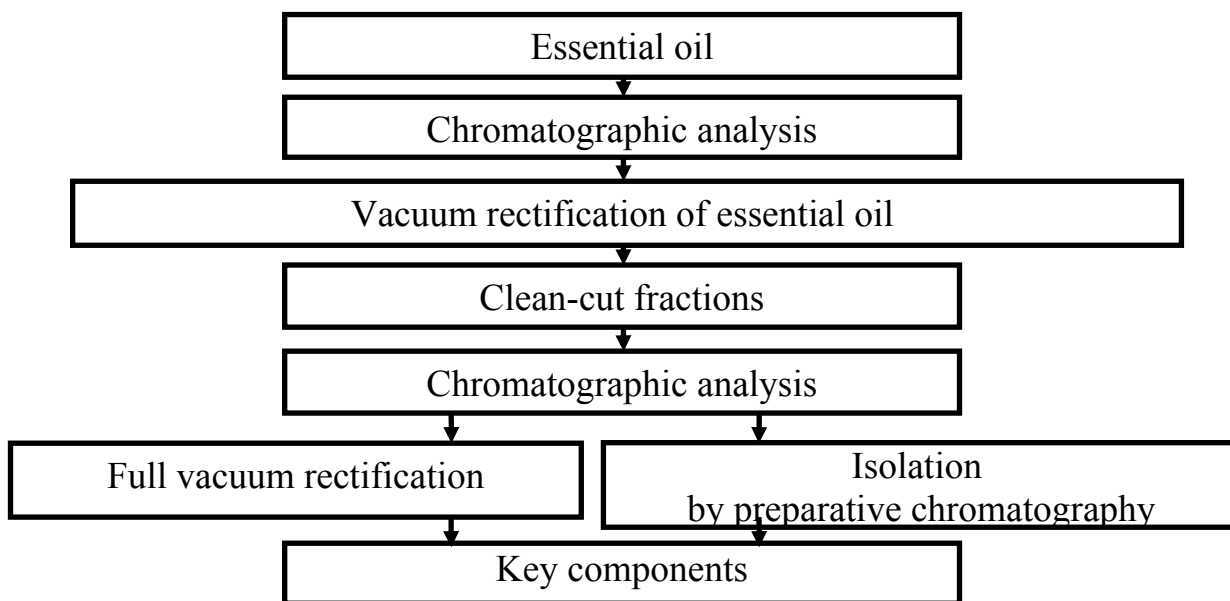 Essential oil
Chromatographic analysis
Vacuum rectification of essential oil
Clean-cut fractions
Chromatographic analysis
Full vacuum rectification
Isolation
by preparative chromatography
Key components